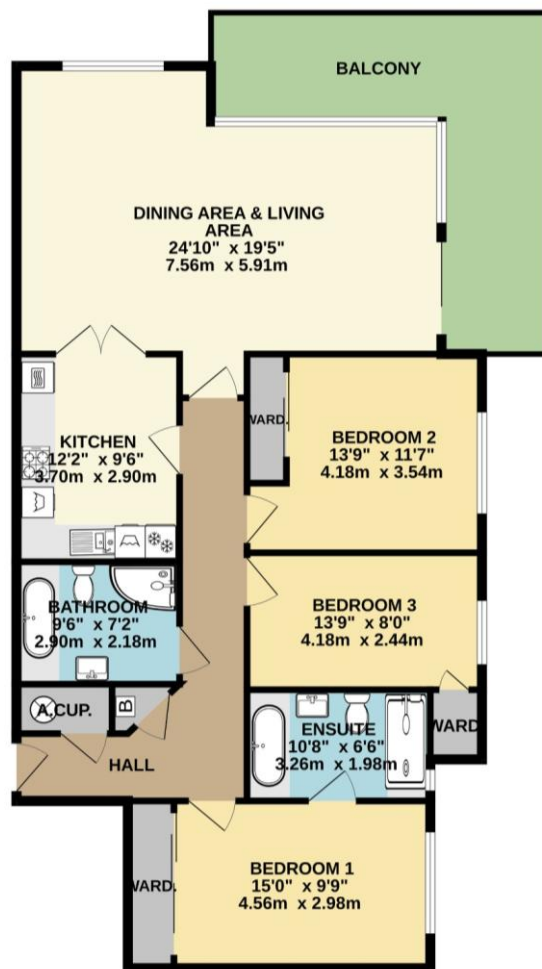 BALCONY
DINING AREA & LIVING
AREA
24'10" x 19'5"
7.56m x 5.91m
WARD.
BEDROOM 2
13'9" x 11'7"
4.18m x 3.54m
KITCHEN
12'2" x 9'6"
3.70m x 2.90m
BATHROOM
9'6" x 7'2"
2.90m x 2.18m
BEDROOM 3
13'9" x 8'0"
4.18m x 2.44m
A.CUP.
B
WARD.
ENSUITE
10'8" x 6'6"
3.26m x 1.98m
HALL
WARD.
BEDROOM 1
15'0" x 9'9"
4.56m x 2.98m